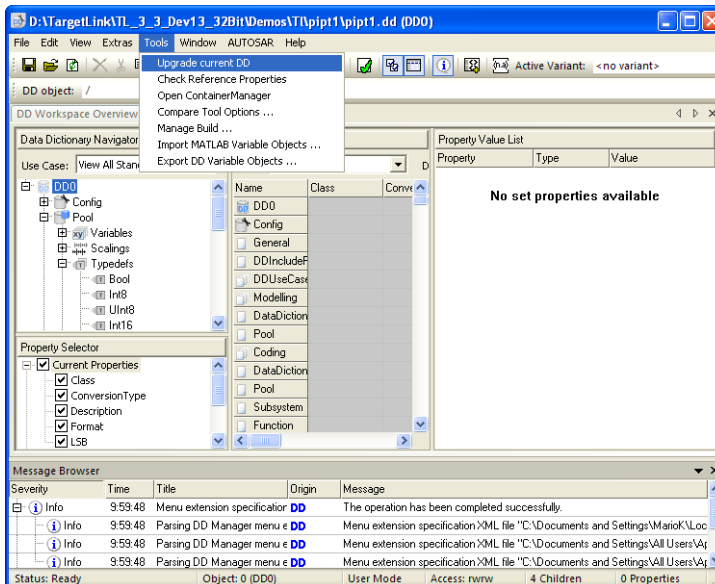 D:\TargetLink\TL_3_3_Dev13_32Bit\Demos\TI\pipt1\pipt1.dd (DD0)
File Edit View Extras Tools Window AUTOSAR Help
Upgrade current DD
Check Reference Properties
Open ContainerManager
Compare Tool Options ...
Manage Build ...
Import MATLAB Variable Objects ...
Export DD Variable Objects ...
Active Variant: <no variant>
DD object: /
DD Workspace Overview
Data Dictionary Navigator
Use Case: View All Stan
DD0
Config
Pool
Variables
Scalings
Typedefs
Bool
Int8
UInt8
Int16
Property Selector
Current Properties
Class
ConversionType
Description
Format
LSB
D
Name Class Conve
DD0
Config
General
DDIncludeF
DDUseCase
Modelling
DataDiction
Pool
Coding
DataDiction
Pool
Subsystem
Function
Property Value List
Property Type Value
No set properties available
Message Browser
Severity Time Title Origin Message
Info 9:59:48 Menu extension specification DD The operation has been completed successfully.
Info 9:59:48 Parsing DD Manager menu e DD Menu extension specification XML file "C:\Documents and Settings\MarioK\Loc
Info 9:59:48 Parsing DD Manager menu e DD Menu extension specification XML file "C:\Documents and Settings\All Users\Ap
Info 9:59:48 Parsing DD Manager menu e DD Menu extension specification XML file "C:\Documents and Settings\All Users\Ap
Status: Ready Object: 0 (DD0) User Mode Access: rwrw 4 Children 0 Properties